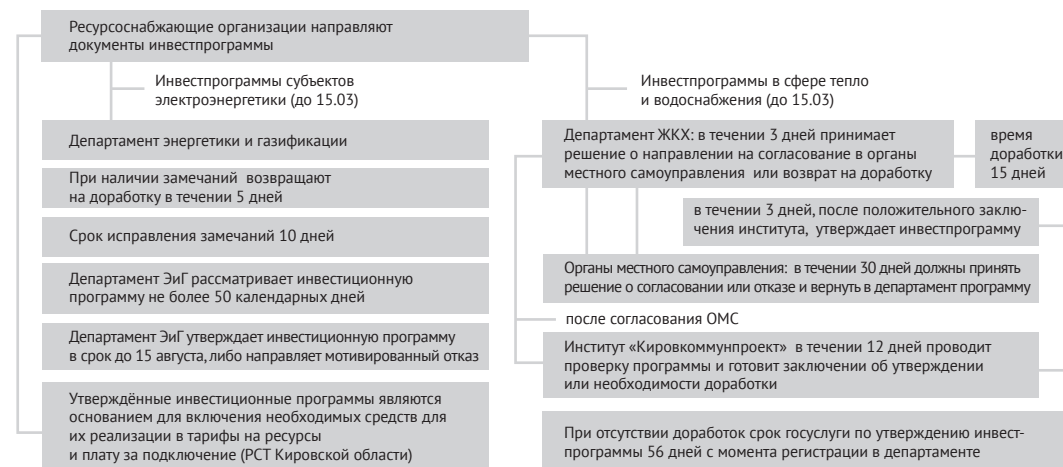 Ресурсоснабжающие организации направляют
документы инвестпрограммы
Инвестпрограммы субъектов
электроэнергетики (до 15.03)
Департамент энергетики и газификации
При наличии замечаний возвращают
на доработку в течении 5 дней
Срок исправления замечаний 10 дней
Департамент ЭиГ рассматривает инвестиционную
программу не более 50 календарных дней
Департамент ЭиГ утверждает инвестиционную программу
в срок до 15 августа, либо направляет мотивированный отказ
Утверждённые инвестиционные программы являются
основанием для включения необходимых средств для
их реализации в тарифы на ресурсы
и плату за подключение (РСТ Кировской области)
Инвестпрограммы в сфере тепло
и водоснабжения (до 15.03)
Департамент ЖКХ: в течении 3 дней принимает
решение о направлении на согласование в органы
местного самоуправления или возврат на доработку
время
доработки
15 дней
в течении 3 дней, после положительного заклю-
чения института, утверждает инвестпрограмму
Органы местного самоуправления: в течении 30 дней должны принять
решение о согласовании или отказе и вернуть в департамент программу
после согласования ОМС
Институт «Кировкоммунпроект» в течении 12 дней проводит
проверку программы и готовит заключении об утверждении
или необходимости доработки
При отсутствии доработок срок госуслуги по утверждению инвест-
программы 56 дней с момента регистрации в департаменте